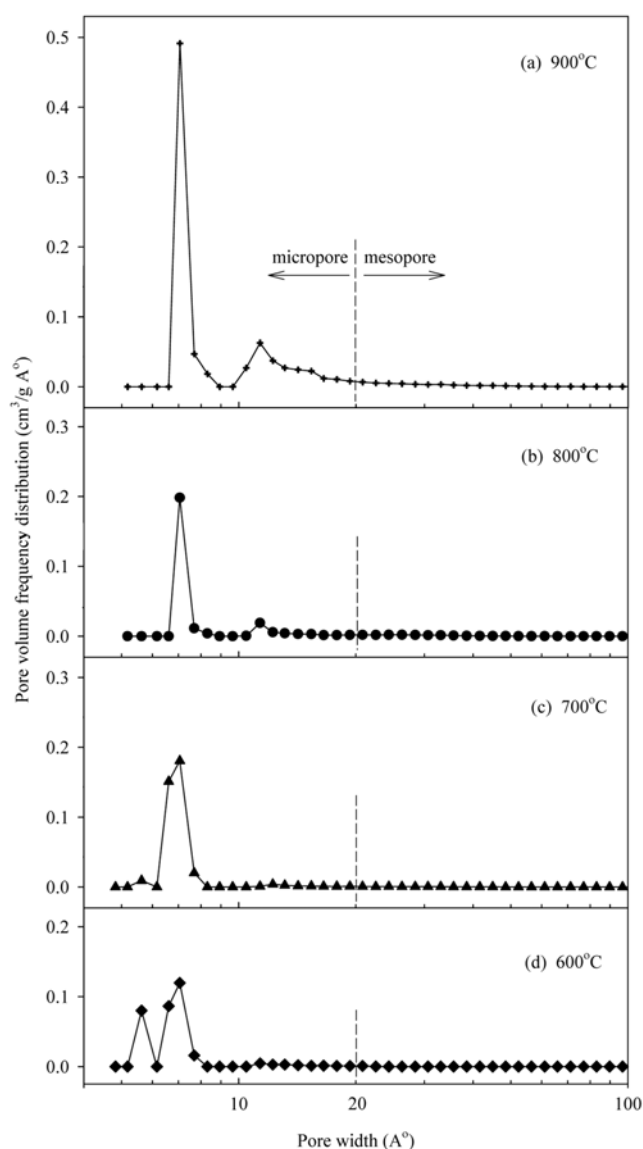 Pore volume frequency distribution (cm³/g A°)
0.5
(a) 900°C
0.4
0.3
micropore mesopore
0.2
0.1
0.0
0.3
(b) 800°C
0.2
0.1
0.0
0.3
(c) 700°C
0.2
0.1
0.0
0.2
(d) 600°C
0.1
0.0
10 20 100
Pore width (A°)